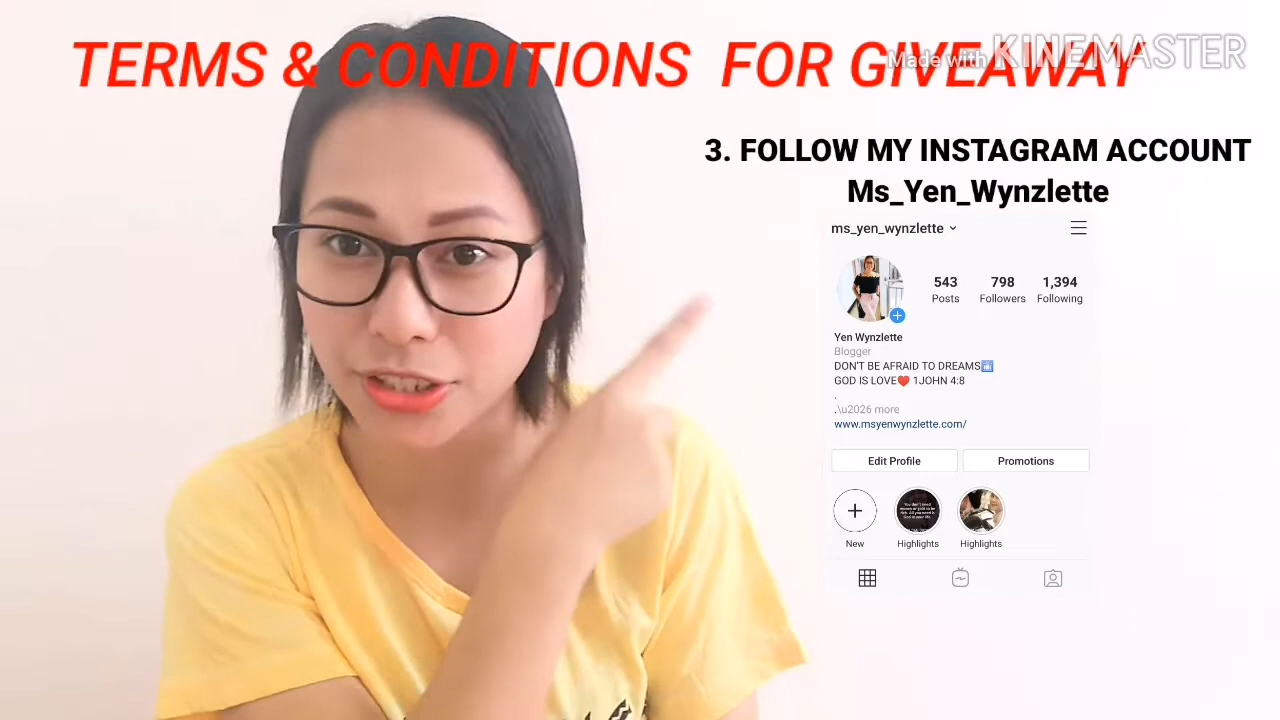 TERMS & CONDITIONS FOR GIVEAWAY
Made with KINEMASTER
3. FOLLOW MY INSTAGRAM ACCOUNT
Ms_Yen_Wynzlette
ms_yen_wynzlette
543 798 1,394
Posts Followers Following
Yen Wynzlette
Blogger
DON'T BE AFRAID TO DREAMS🛐
GOD IS LOVE❤️ 1JOHN 4:8
.
.\u2026 more
www.msyenwynzlette.com/
Edit Profile Promotions
New Highlights Highlights